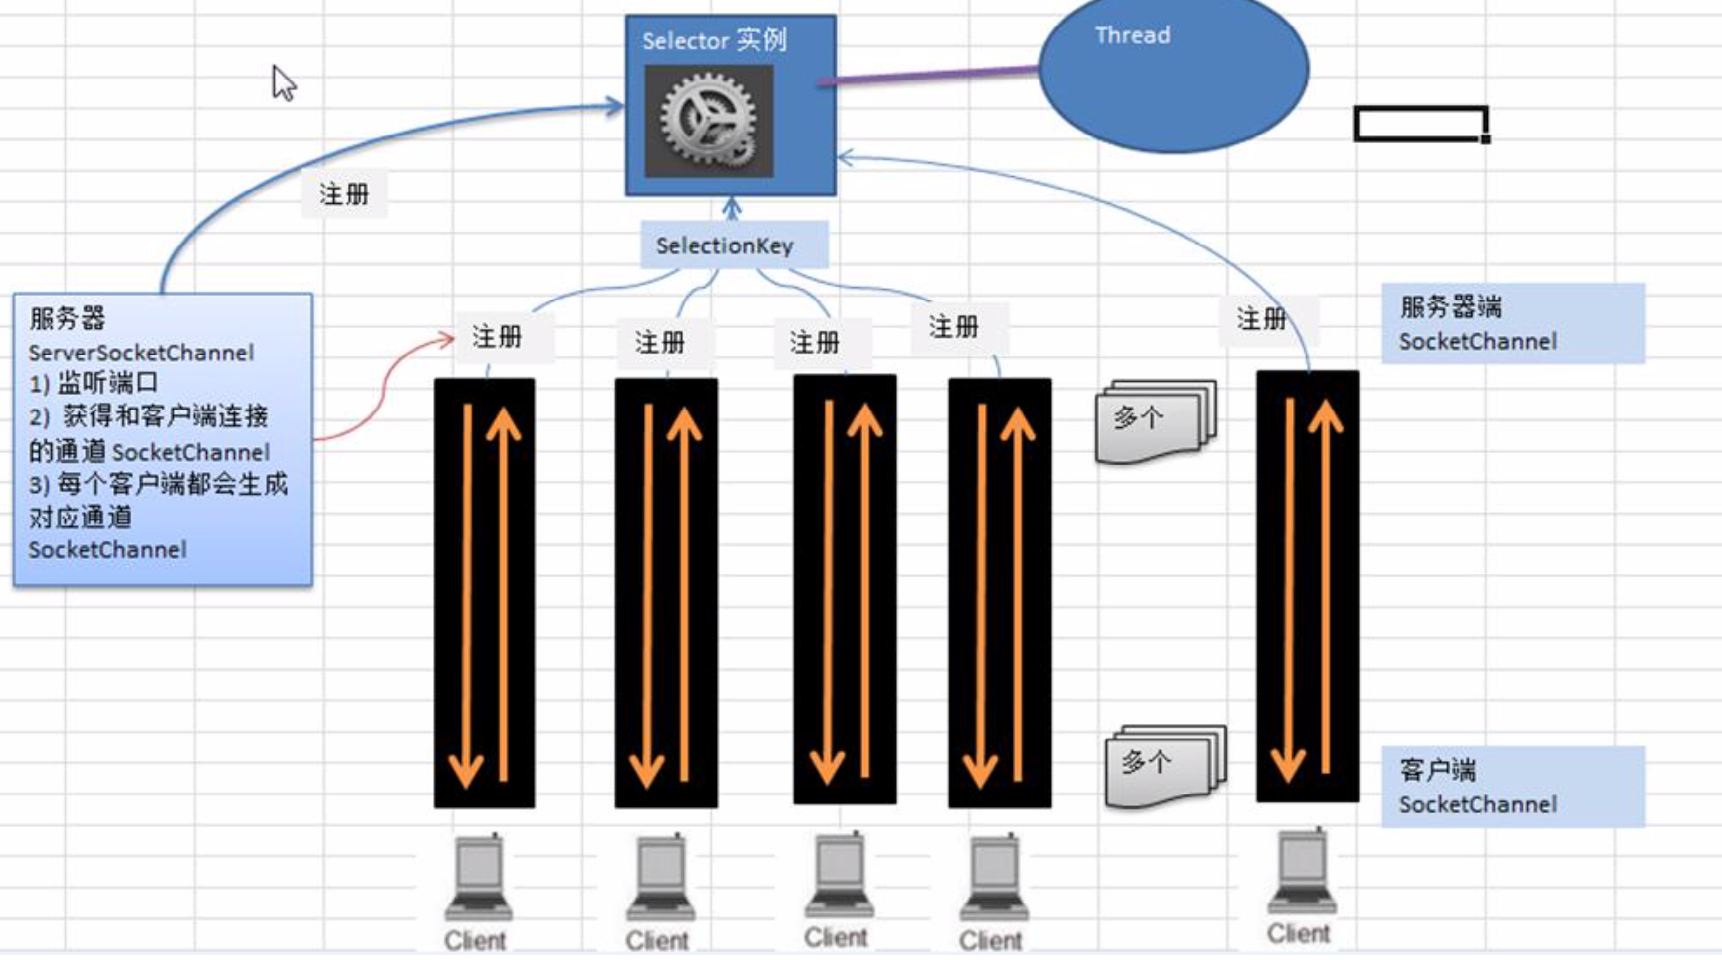 Selector 实例
Thread
注册
SelectionKey
服务器
ServerSocketChannel
1) 监听端口
2) 获得和客户端连接
的通道 SocketChannel
3) 每个客户端都会生成
对应通道
SocketChannel
注册
注册
注册
注册
注册
服务器端
SocketChannel
多个
多个
客户端
SocketChannel
Client
Client
Client
Client
Client